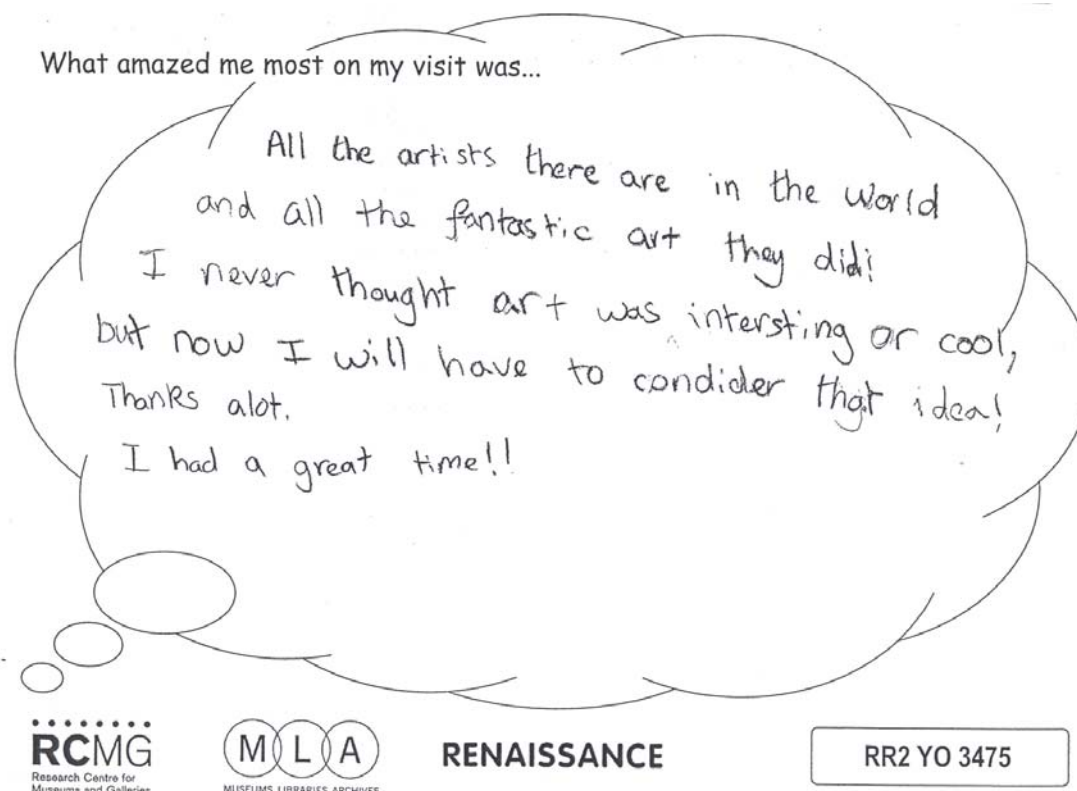 What amazed me most on my visit was...
All the artists there are in the world
and all the fantastic art they did!
I never thought art was intersting or cool,
but now I will have to condider that idea!
Thanks alot.
I had a great time!!
RCMG
Research Centre for
Museums and Galleries
MLA
MUSEUMS LIBRARIES ARCHIVES
RENAISSANCE
RR2 YO 3475